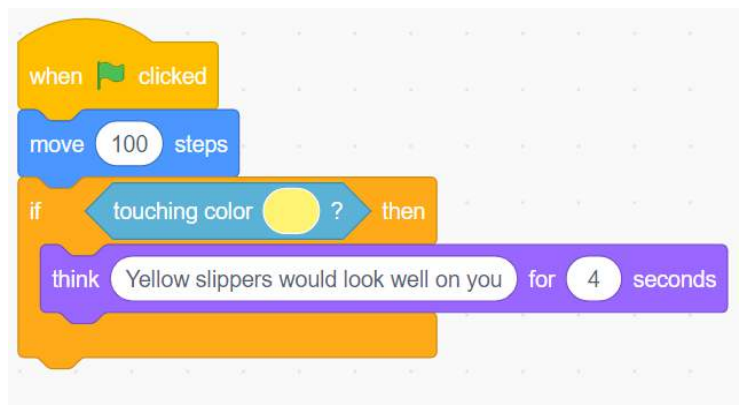 when clicked
move 100 steps
if touching color ? then
think Yellow slippers would look well on you for 4 seconds